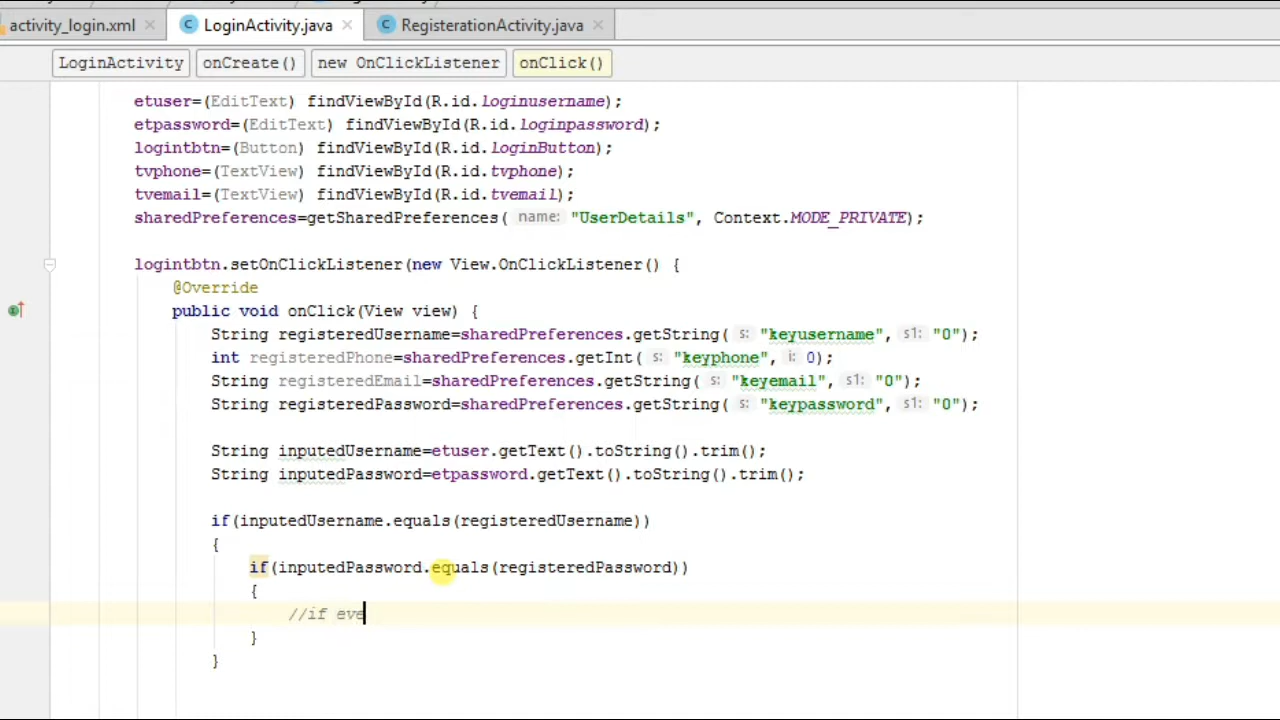 activity_login.xml LoginActivity.java RegisterationActivity.java
LoginActivity onCreate() new OnClickListener onClick()
etuser=(EditText) findViewById(R.id.loginusername);
etpassword=(EditText) findViewById(R.id.loginpassword);
logintbtn=(Button) findViewById(R.id.loginButton);
tvphone=(TextView) findViewById(R.id.tvphone);
tvemail=(TextView) findViewById(R.id.tvemail);
sharedPreferences=getSharedPreferences( name: "UserDetails", Context.MODE_PRIVATE);
logintbtn.setOnClickListener(new View.OnClickListener() {
@Override
public void onClick(View view) {
String registeredUsername=sharedPreferences.getString( s: "keyusername", s1: "0");
int registeredPhone=sharedPreferences.getInt( s: "keyphone", i: 0);
String registeredEmail=sharedPreferences.getString( s: "keyemail", s1: "0");
String registeredPassword=sharedPreferences.getString( s: "keypassword", s1: "0");
String inputedUsername=etuser.getText().toString().trim();
String inputedPassword=etpassword.getText().toString().trim();
if(inputedUsername.equals(registeredUsername))
{
if(inputedPassword.equals(registeredPassword))
{
//if eve
}
}